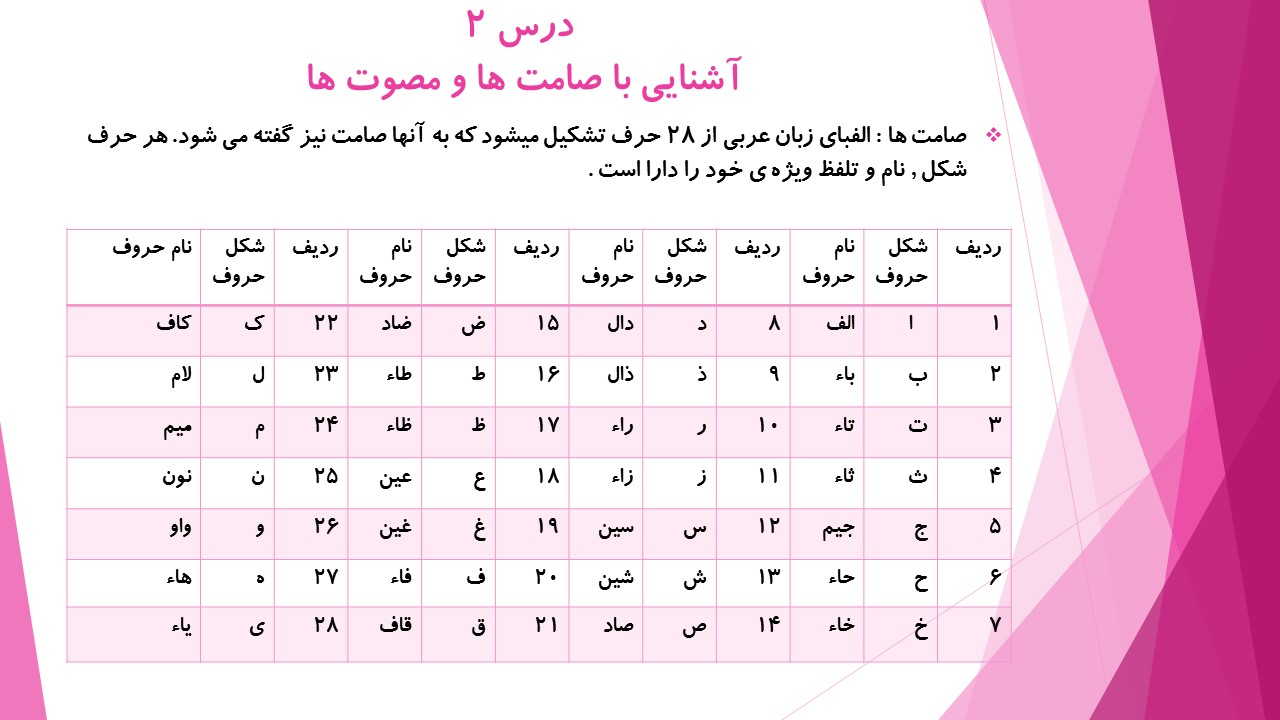 درس ۲
آشنایی با صامت ها و مصوت ها
❖ صامت ها : الفبای زبان عربی از ۲۸ حرف تشکیل میشود که به آنها صامت نیز گفته می شود. هر حرف
شکل , نام و تلفظ ویژه ی خود را دارا است .
ردیف شکل حروف نام حروف ردیف شکل حروف نام حروف ردیف شکل حروف نام حروف ردیف شکل حروف نام حروف
۱ ا الف ۸ د دال ۱۵ ض ضاد ۲۲ ک کاف
۲ ب باء ۹ ذ ذال ۱۶ ط طاء ۲۳ ل لام
۳ ت تاء ۱۰ ر راء ۱۷ ظ ظاء ۲۴ م میم
۴ ث ثاء ۱۱ ز زاء ۱۸ ع عین ۲۵ ن نون
۵ ج جیم ۱۲ س سین ۱۹ غ غین ۲۶ و واو
۶ ح حاء ۱۳ ش شین ۲۰ ف فاء ۲۷ ه هاء
۷ خ خاء ۱۴ ص صاد ۲۱ ق قاف ۲۸ ی یاء